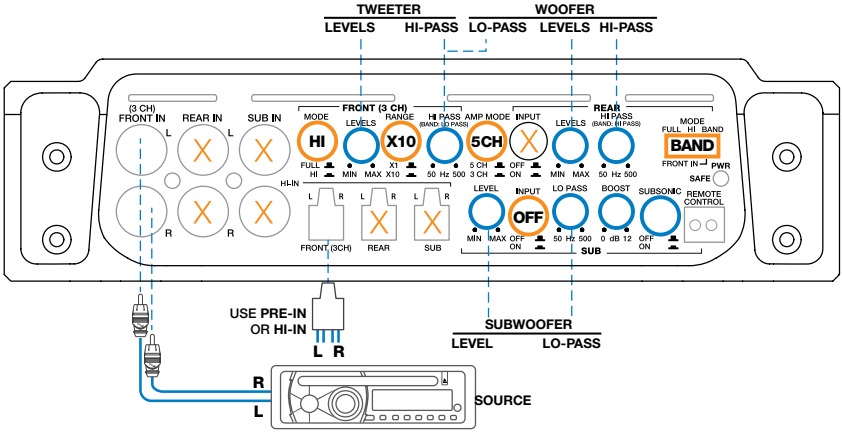 TWEETER WOOFER
LEVELS HI-PASS LO-PASS LEVELS HI-PASS
(3 CH)
FRONT IN REAR IN SUB IN
L L
R R
FRONT (3 CH) REAR
MODE LEVELS RANGE HI PASS AMP MODE INPUT LEVELS HI PASS
(BAND: LO PASS) (BAND: HI PASS)
HI X10 5CH X
FULL X1 5 CH OFF
HI MIN MAX X10 50 Hz 500 3 CH ON MIN MAX 50 Hz 500
MODE
FULL HI BAND
BAND
FRONT IN
PWR
SAFE
X X
X X
HI-IN
L R L R L R
X X
FRONT (3CH) REAR SUB
LEVEL INPUT LO PASS BOOST SUBSONIC REMOTE
CONTROL
OFF
MIN MAX OFF 50 Hz 500 0 dB 12 OFF
ON ON
SUB
USE PRE-IN
OR HI-IN
L R
SUBWOOFER
LEVEL LO-PASS
R
L
SOURCE